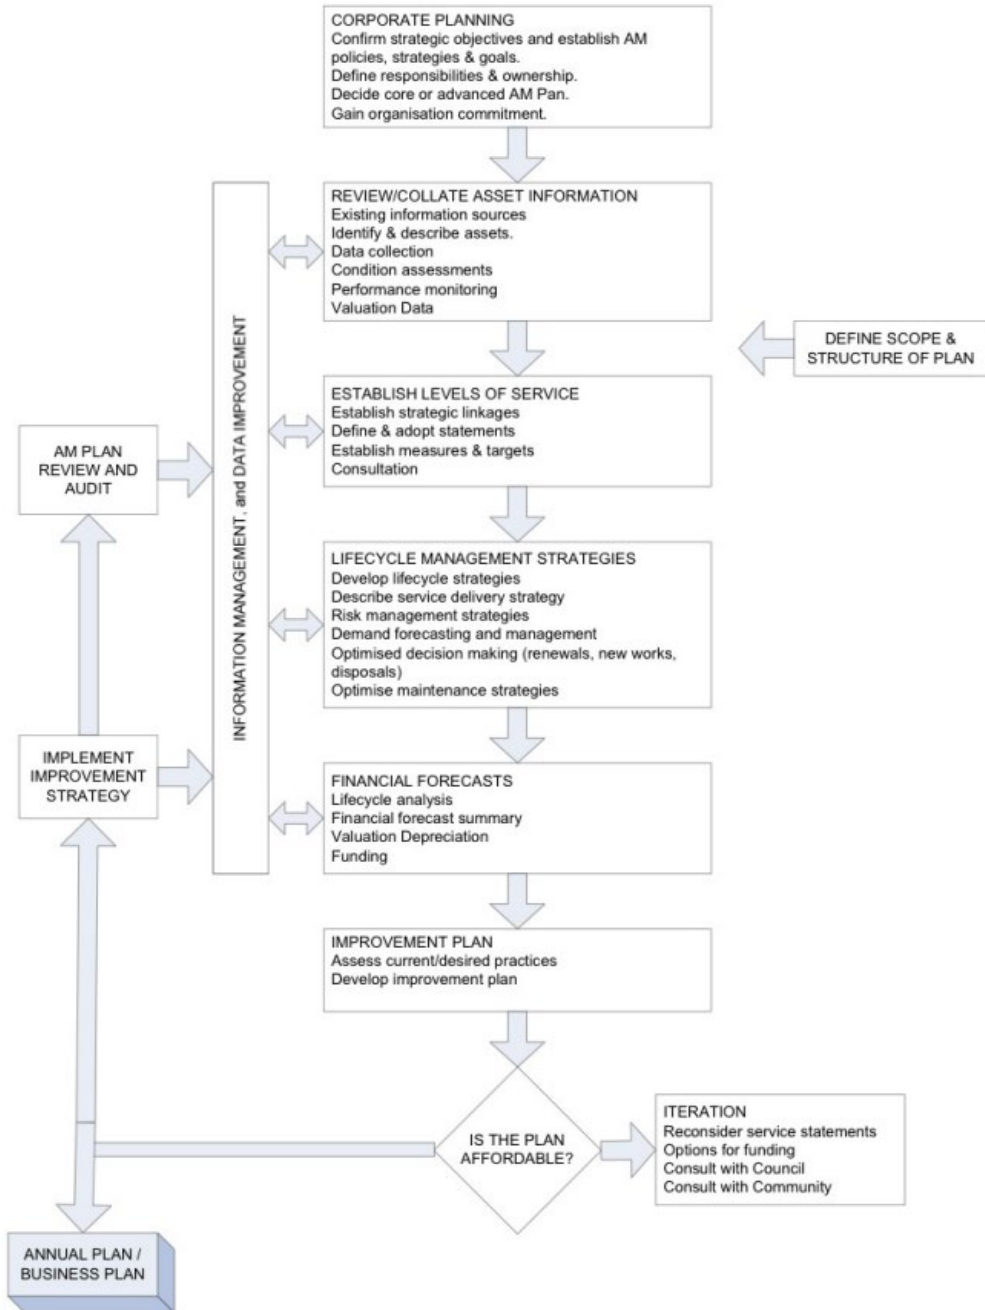 CORPORATE PLANNING
Confirm strategic objectives and establish AM
policies, strategies & goals.
Define responsibilities & ownership.
Decide core or advanced AM Pan.
Gain organisation commitment.
REVIEW/COLLATE ASSET INFORMATION
Existing information sources
Identify & describe assets.
Data collection
Condition assessments
Performance monitoring
Valuation Data
DEFINE SCOPE &
STRUCTURE OF PLAN
INFORMATION MANAGEMENT, and DATA IMPROVEMENT
ESTABLISH LEVELS OF SERVICE
Establish strategic linkages
Define & adopt statements
Establish measures & targets
Consultation
AM PLAN
REVIEW AND
AUDIT
LIFECYCLE MANAGEMENT STRATEGIES
Develop lifecycle strategies
Describe service delivery strategy
Risk management strategies
Demand forecasting and management
Optimised decision making (renewals, new works,
disposals)
Optimise maintenance strategies
IMPLEMENT
IMPROVEMENT
STRATEGY
FINANCIAL FORECASTS
Lifecycle analysis
Financial forecast summary
Valuation Depreciation
Funding
IMPROVEMENT PLAN
Assess current/desired practices
Develop improvement plan
IS THE PLAN
AFFORDABLE?
ITERATION
Reconsider service statements
Options for funding
Consult with Council
Consult with Community
ANNUAL PLAN /
BUSINESS PLAN